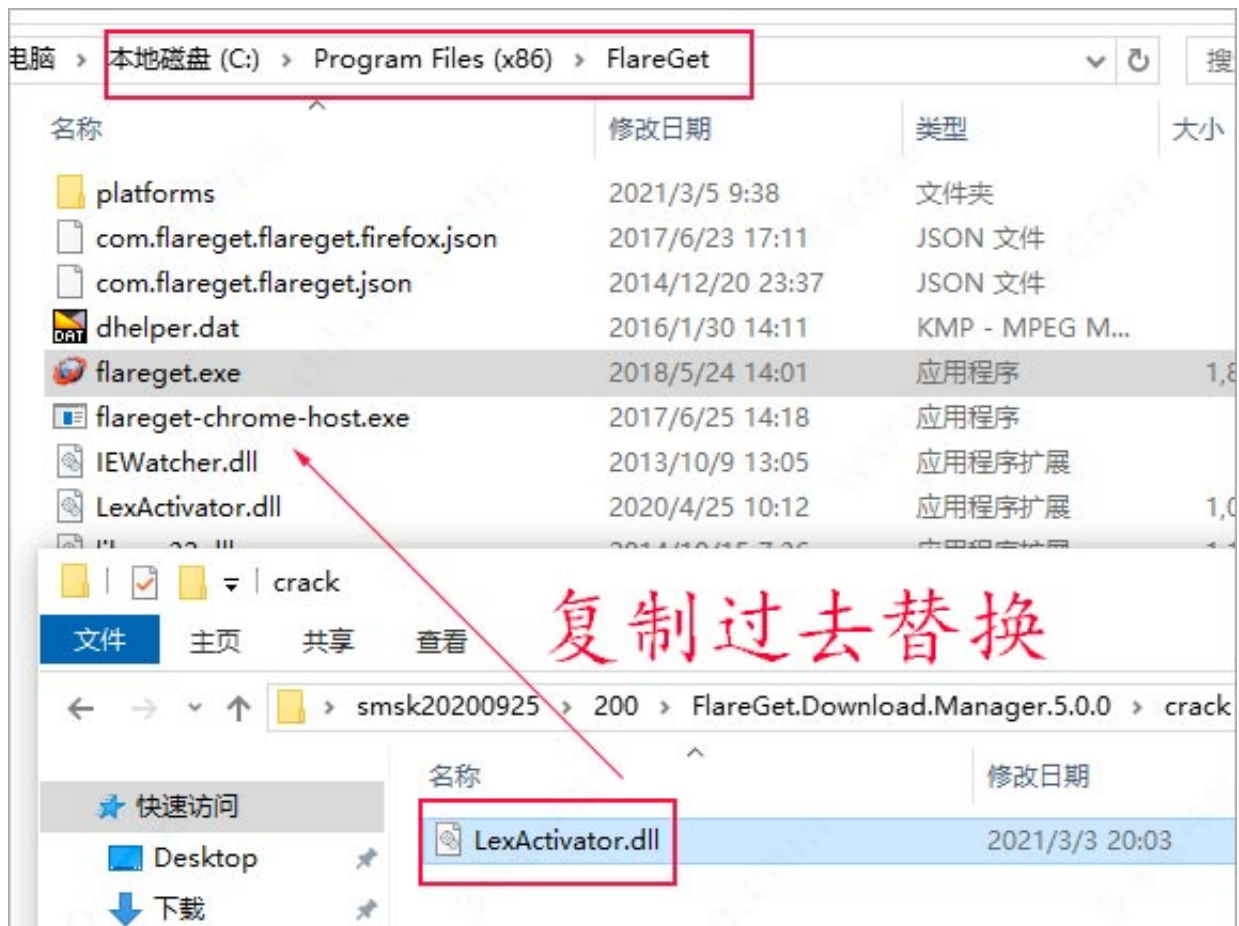 电脑 > 本地磁盘 (C:) > Program Files (x86) > FlareGet 搜
名称 修改日期 类型 大小
platforms 2021/3/5 9:38 文件夹
com.flareget.flareget.firefox.json 2017/6/23 17:11 JSON 文件
com.flareget.flareget.json 2014/12/20 23:37 JSON 文件
DAT dhelper.dat 2016/1/30 14:11 KMP - MPEG M...
flareget.exe 2018/5/24 14:01 应用程序 1,8
flareget-chrome-host.exe 2017/6/25 14:18 应用程序
IEWatcher.dll 2013/10/9 13:05 应用程序扩展
LexActivator.dll 2020/4/25 10:12 应用程序扩展 1,0
crack
复制过去替换
文件 主页 共享 查看
> smsk20200925 > 200 > FlareGet.Download.Manager.5.0.0 > crack
名称 修改日期
快速访问
LexActivator.dll 2021/3/3 20:03
Desktop
下载